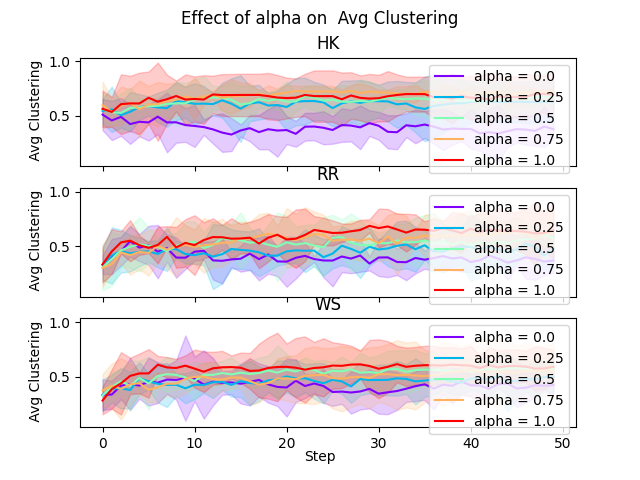 Effect of alpha on  Avg Clustering
HK
Avg Clustering
1.0
0.5
alpha = 0.0
alpha = 0.25
alpha = 0.5
alpha = 0.75
alpha = 1.0
RR
Avg Clustering
1.0
0.5
alpha = 0.0
alpha = 0.25
alpha = 0.5
alpha = 0.75
alpha = 1.0
WS
Avg Clustering
1.0
0.5
alpha = 0.0
alpha = 0.25
alpha = 0.5
alpha = 0.75
alpha = 1.0
0 10 20 30 40 50
Step